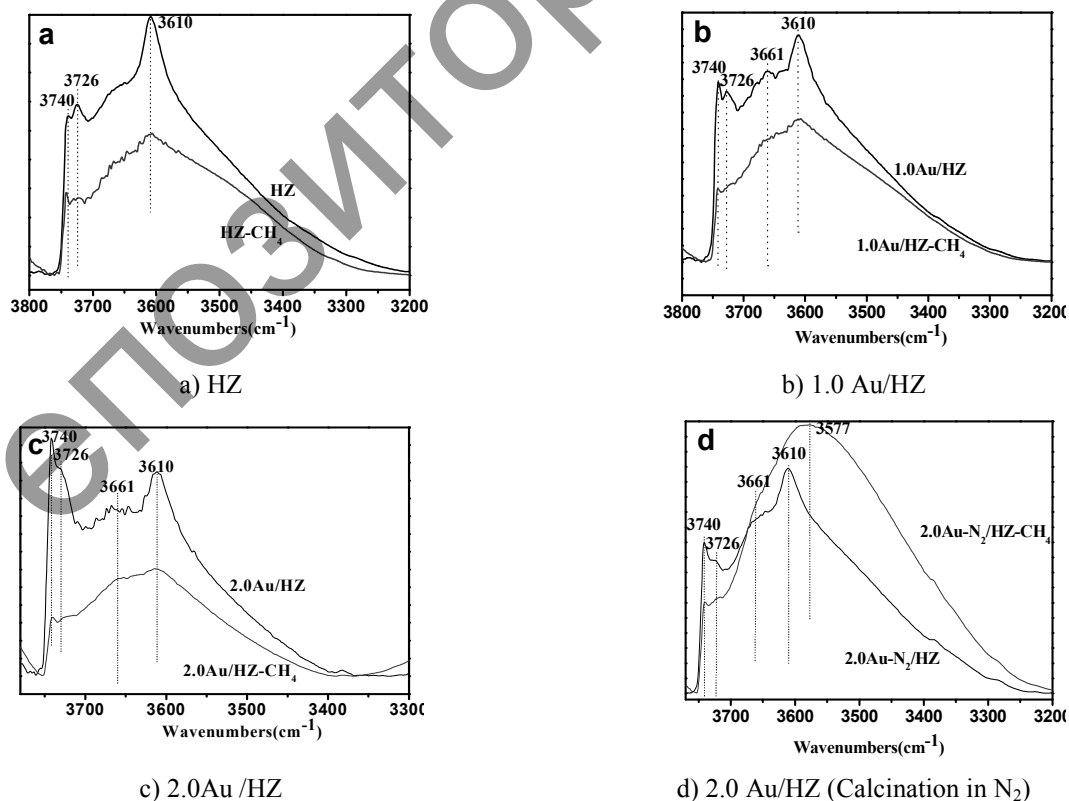 епозитор
a
3610
3726
3740
HZ
HZ-CH4
3800 3700 3600 3500 3400 3300 3200
Wavenumbers(cm-1)
a) HZ
b
3610
3661
3740
3726
1.0Au/HZ
1.0Au/HZ-CH4
3800 3700 3600 3500 3400 3300 3200
Wavenumbers(cm-1)
b) 1.0 Au/HZ
c
3740
3726
3610
3661
2.0Au/HZ
2.0Au/HZ-CH4
3700 3600 3500 3400 3300
Wavenumbers(cm-1)
c) 2.0Au /HZ
d
3577
3610
3661
3740
3726
2.0Au-N2/HZ-CH4
2.0Au-N2/HZ
3700 3600 3500 3400 3300 3200
Wavenumbers(cm-1)
d) 2.0 Au/HZ (Calcination in N2)